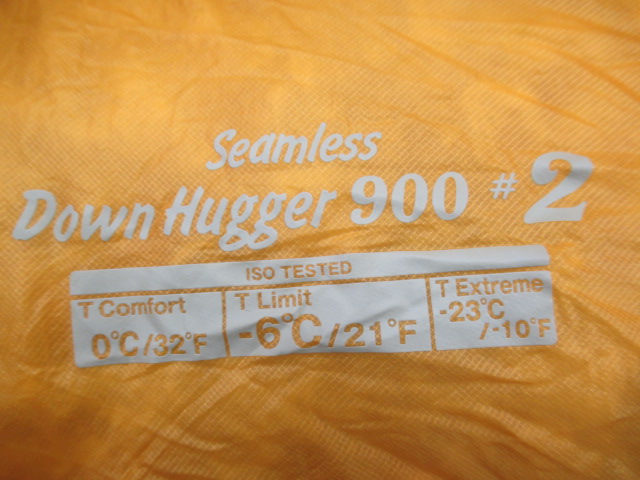 Seamless
Down Hugger 900 #2
ISO TESTED
T Comfort
0°C/32°F
T Limit
-6°C/21°F
T Extreme
-23°C
/-10°F